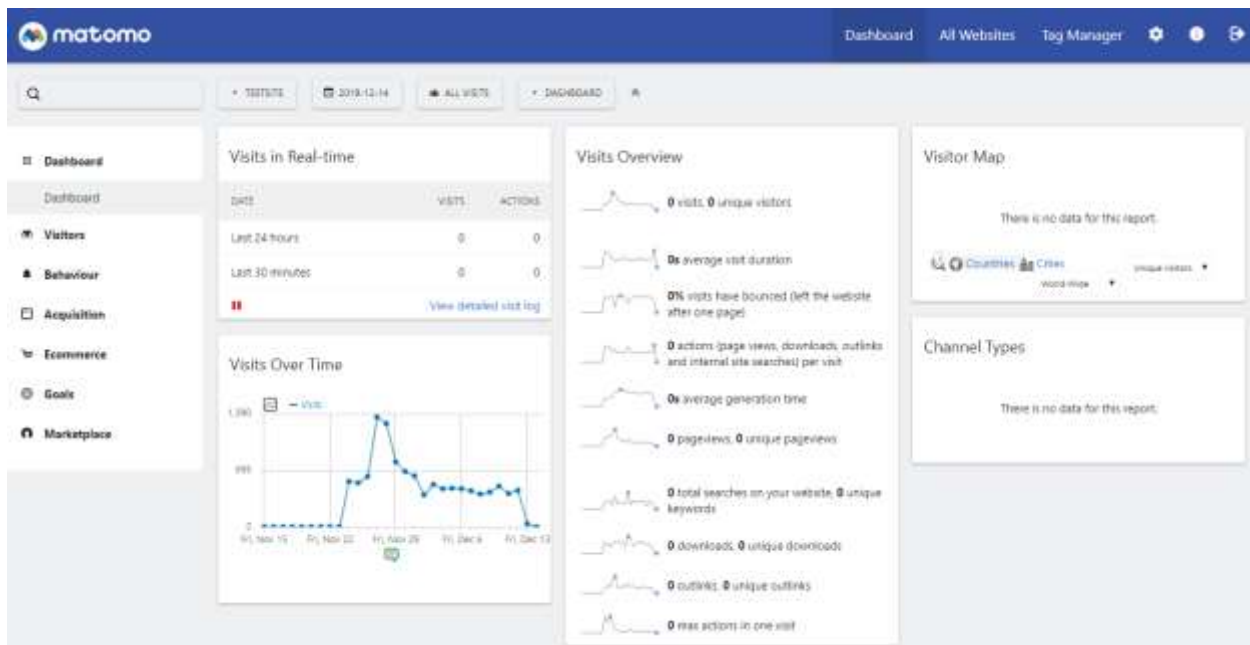 matomo
Dashboard All Websites Tag Manager
TESTSITE 2019-12-14 ALL VISITS DASHBOARD
Dashboard
Dashboard
Visitors
Behaviour
Acquisition
Ecommerce
Goals
Marketplace
Visits in Real-time
DATE VISITS ACTIONS
Last 24 hours 0 0
Last 30 minutes 0 0
View detailed visit log
Visits Over Time
Visits
0
Fri, Nov 15 Fri, Nov 22 Fri, Nov 29 Fri, Dec 6 Fri, Dec 13
Visits Overview
0 visits, 0 unique visitors
0s average visit duration
0% visits have bounced (left the website
after one page)
0 actions (page views, downloads, outlinks
and internal site searches) per visit
0s average generation time
0 pageviews, 0 unique pageviews
0 total searches on your website, 0 unique
keywords
0 downloads, 0 unique downloads
0 outlinks, 0 unique outlinks
0 max actions in one visit
Visitor Map
There is no data for this report.
Countries Cities Unique visitors
World-Wide
Channel Types
There is no data for this report.